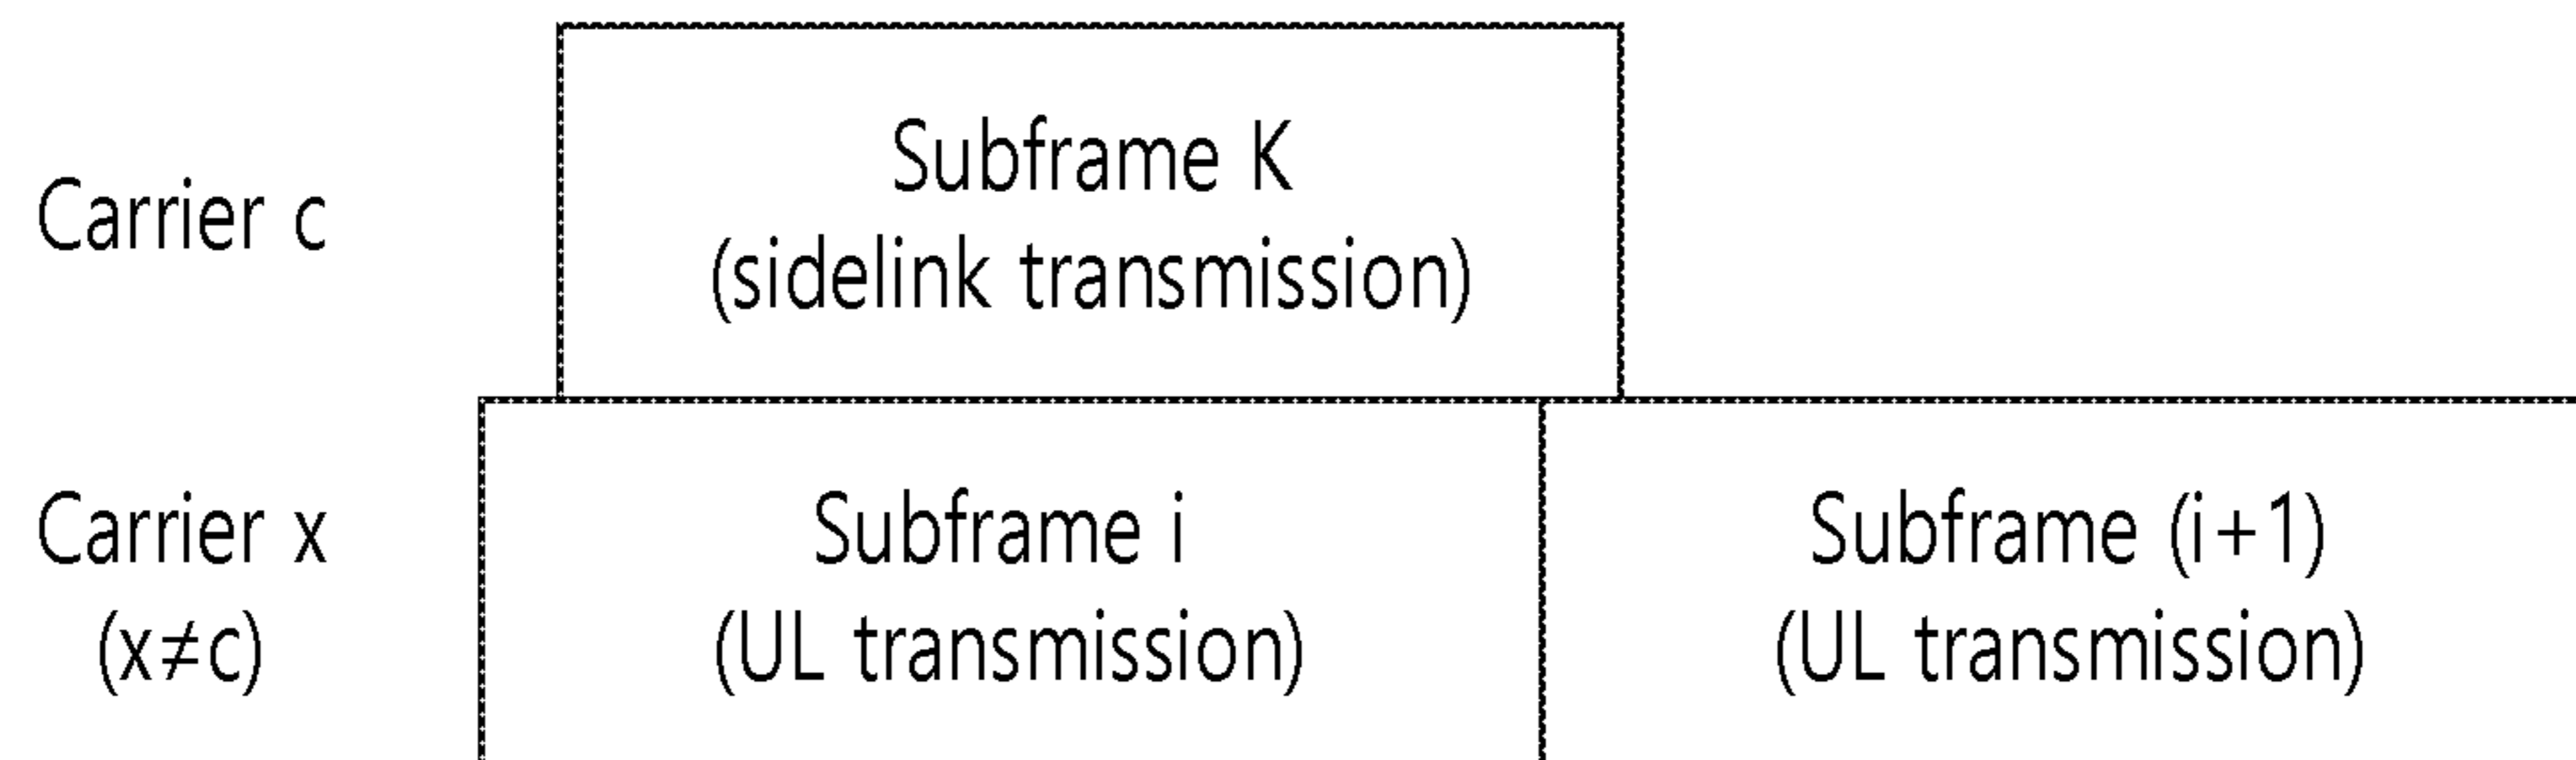 Carrier c
Subframe K
(sidelink transmission)
Carrier x
(x≠c)
Subframe i
(UL transmission)
Subframe (i+1)
(UL transmission)